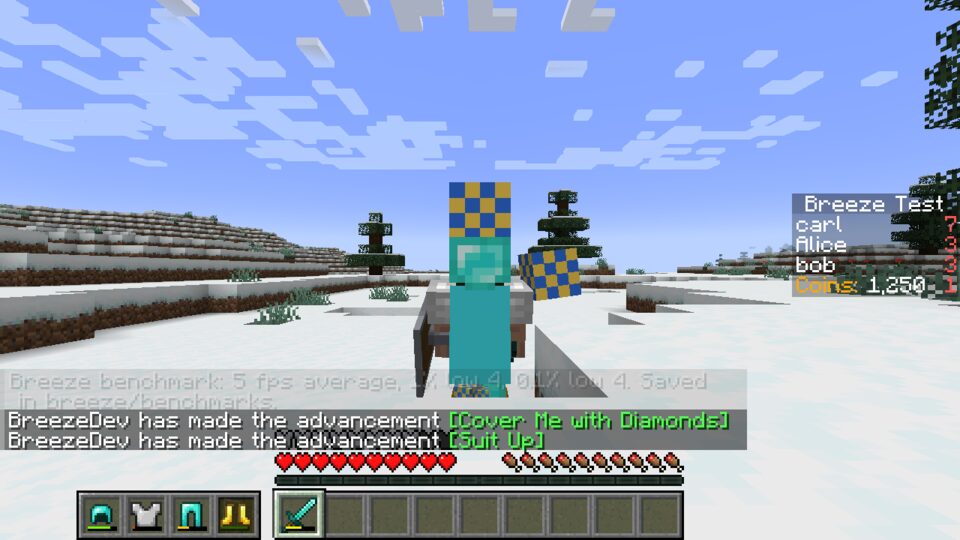 Breeze Test
carl 7
Alice 3
bob 3
Coins: 1,250 1
Breeze benchmark: 5 fps average, 1% low 4, 0.1% low 4. Saved
in breeze/benchmarks.
BreezeDev has made the advancement [Cover Me with Diamonds]
BreezeDev has made the advancement [Suit Up]